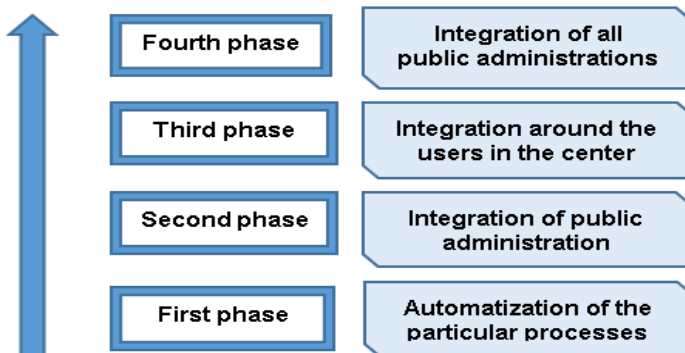 Fourth phase
Integration of all
public administrations
Third phase
Integration around the
users in the center
Second phase
Integration of public
administration
First phase
Automatization of the
particular processes